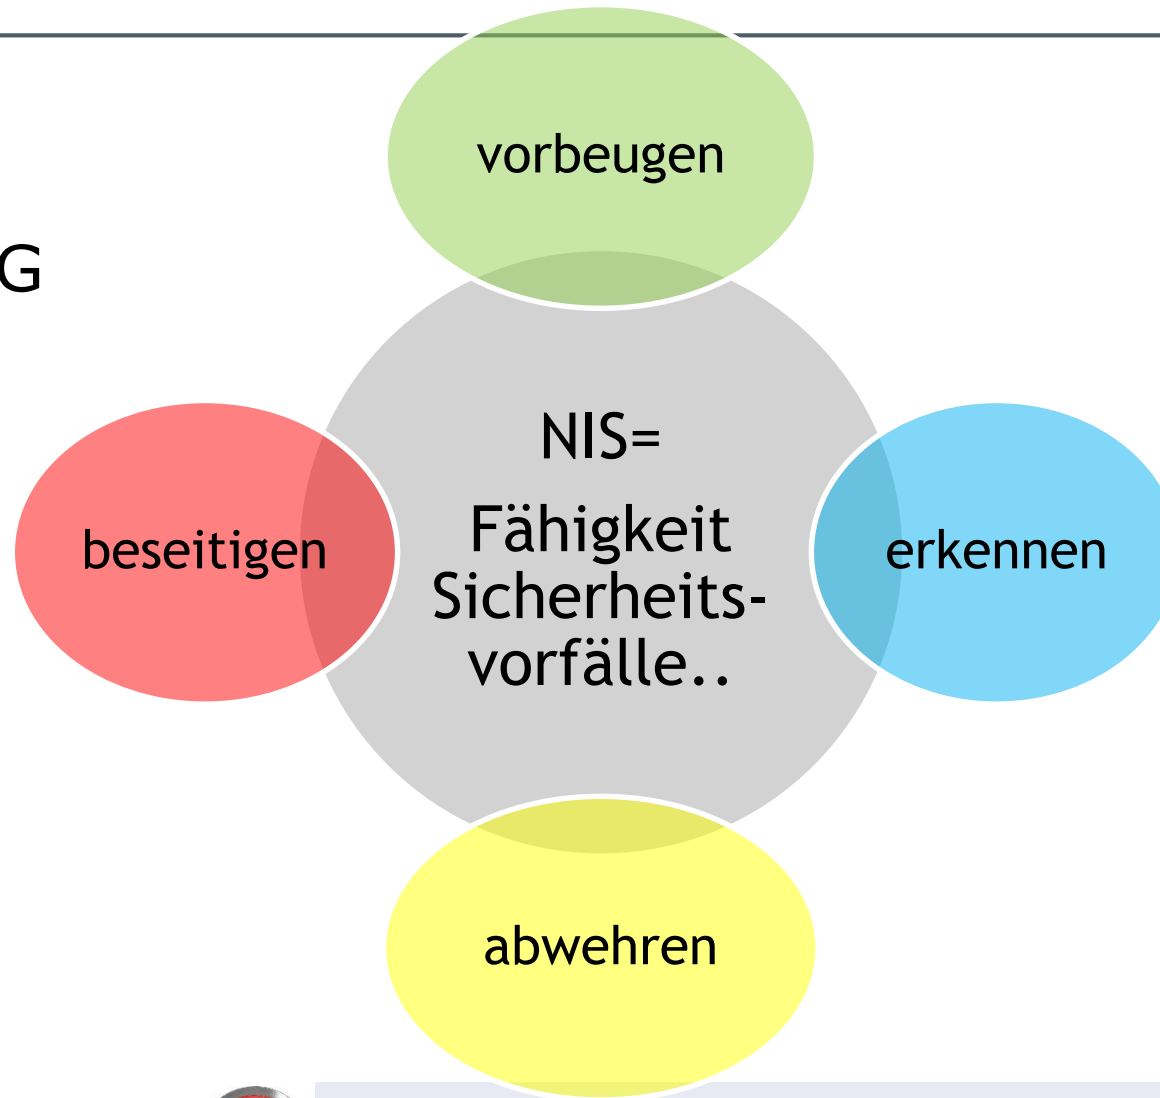 vorbeugen
G
NIS=
Fähigkeit
Sicherheits-
vorfälle..
beseitigen
erkennen
abwehren